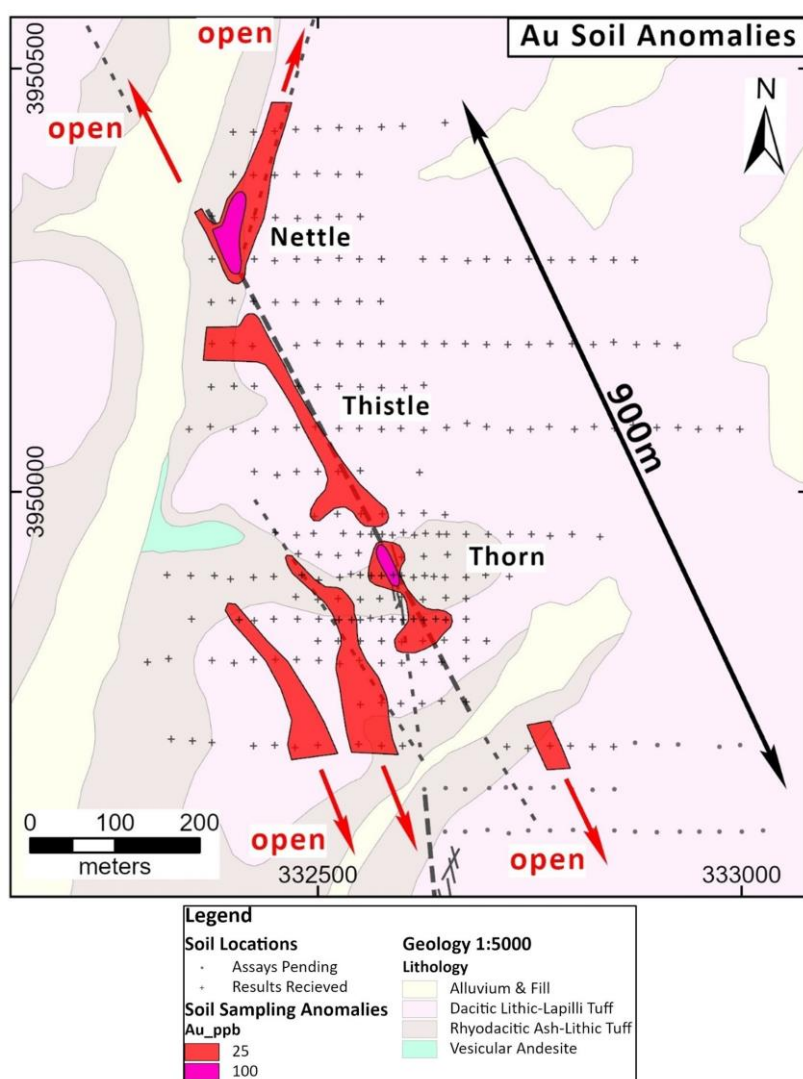 Au Soil Anomalies
open
open
3950500
N
Nettle
Thistle
900m
3950000
Thorn
0 100 200
meters
open
open
332500
333000
Legend
Soil Locations
Assays Pending
Results Recieved
Soil Sampling Anomalies
Au_ppb
25
100
Geology 1:5000
Lithology
Alluvium & Fill
Dacitic Lithic-Lapilli Tuff
Rhyodacitic Ash-Lithic Tuff
Vesicular Andesite